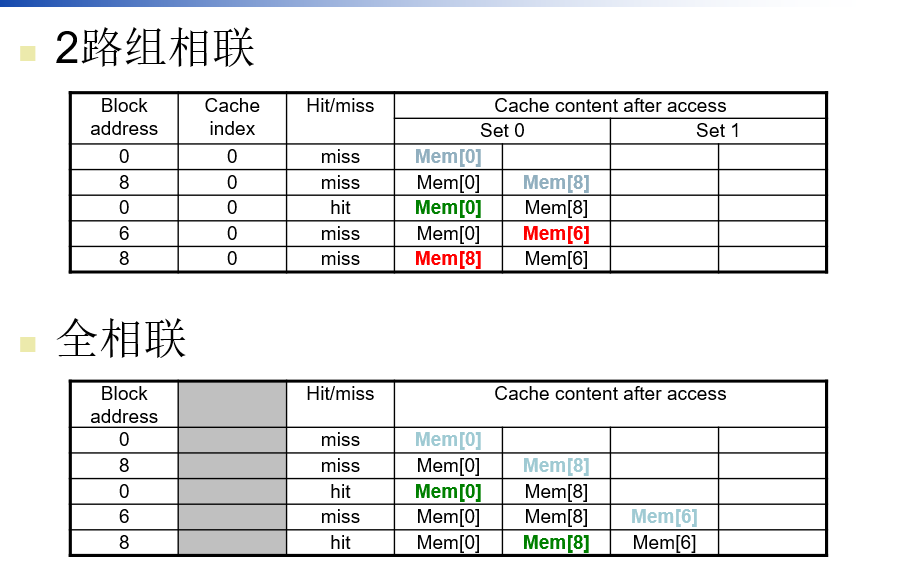 2路组相联
Block address Cache index Hit/miss Cache content after access
Set 0 Set 1
0 0 miss Mem[0]
8 0 miss Mem[0] Mem[8]
0 0 hit Mem[0] Mem[8]
6 0 miss Mem[0] Mem[6]
8 0 miss Mem[8] Mem[6]
全相联
Block address Hit/miss Cache content after access
0 miss Mem[0]
8 miss Mem[0] Mem[8]
0 hit Mem[0] Mem[8]
6 miss Mem[0] Mem[8] Mem[6]
8 hit Mem[0] Mem[8] Mem[6]